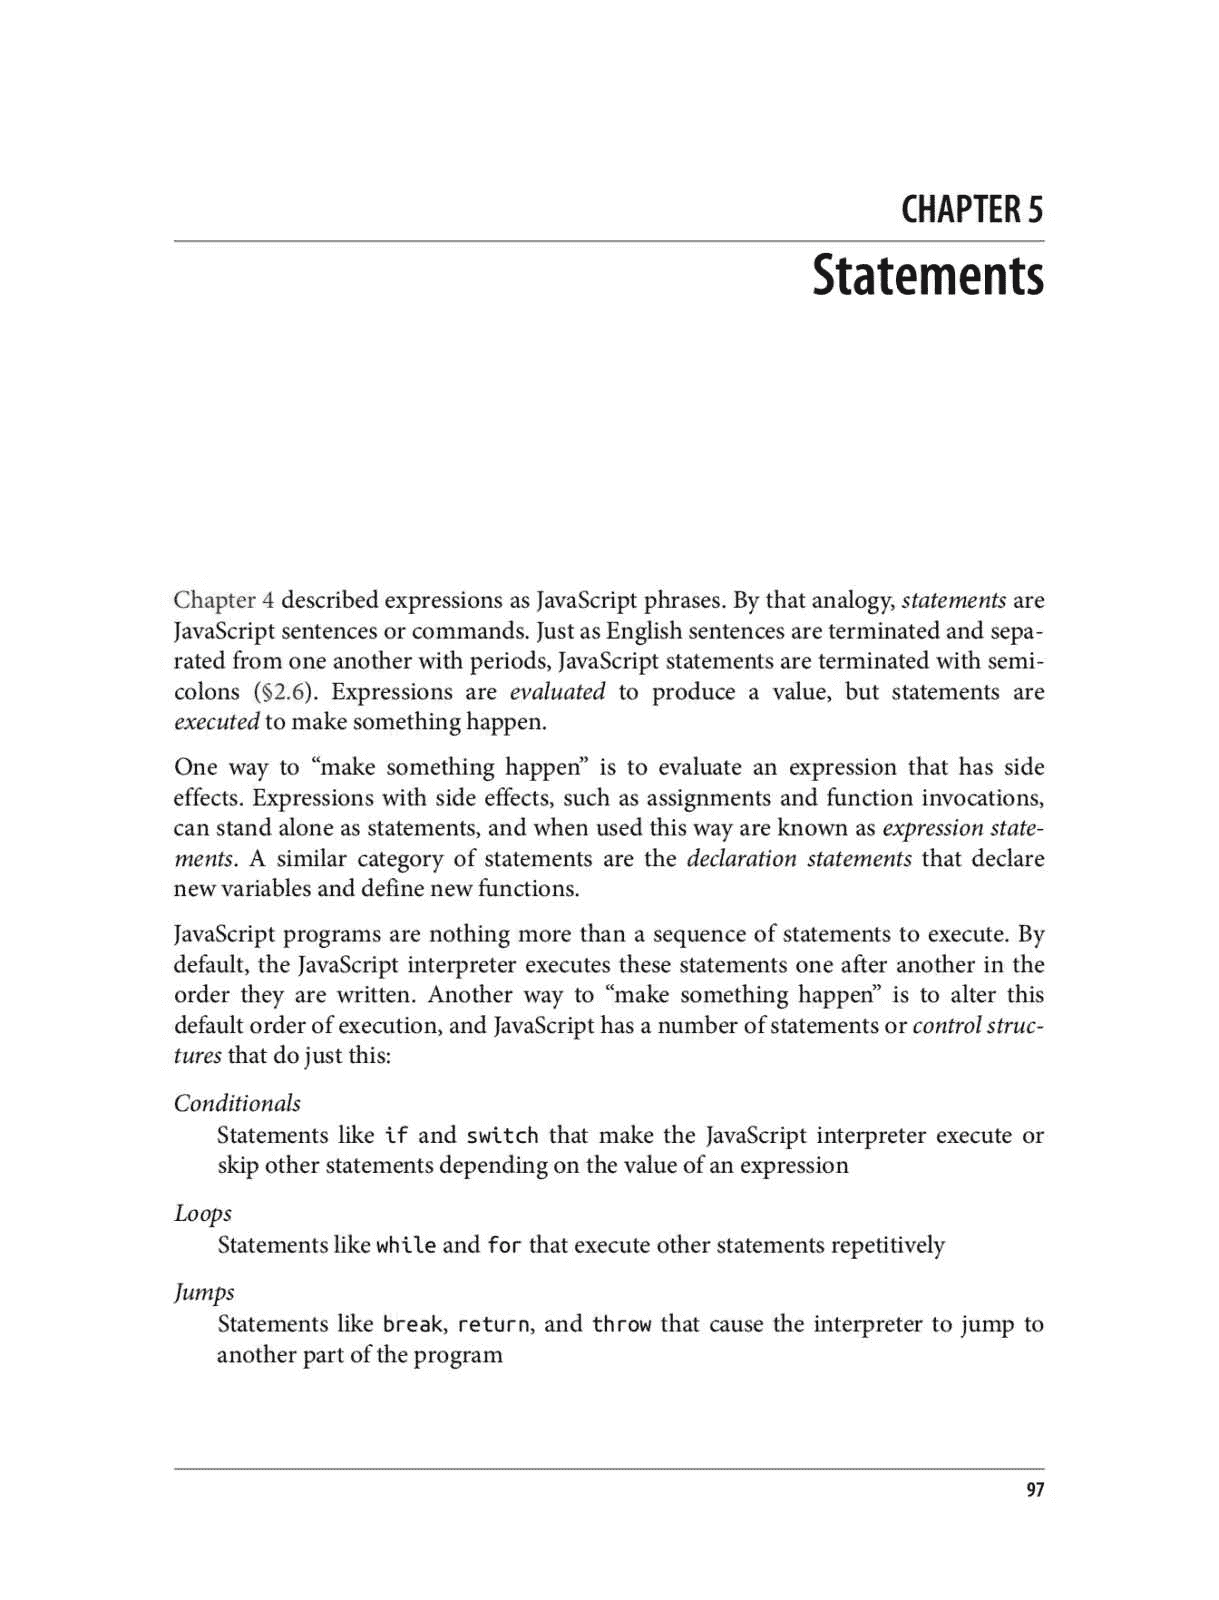 CHAPTER 5
Statements
Chapter 4 described expressions as JavaScript phrases. By that analogy, statements are
JavaScript sentences or commands. Just as English sentences are terminated and sepa-
rated from one another with periods, JavaScript statements are terminated with semi-
colons (§2.6). Expressions are evaluated to produce a value, but statements are
executed to make something happen.
One way to “make something happen” is to evaluate an expression that has side
effects. Expressions with side effects, such as assignments and function invocations,
can stand alone as statements, and when used this way are known as expression state-
ments. A similar category of statements are the declaration statements that declare
new variables and define new functions.
JavaScript programs are nothing more than a sequence of statements to execute. By
default, the JavaScript interpreter executes these statements one after another in the
order they are written. Another way to “make something happen” is to alter this
default order of execution, and JavaScript has a number of statements or control struc-
tures that do just this:
Conditionals
Statements like if and switch that make the JavaScript interpreter execute or
skip other statements depending on the value of an expression
Loops
Statements like while and for that execute other statements repetitively
Jumps
Statements like break, return, and throw that cause the interpreter to jump to
another part of the program
97